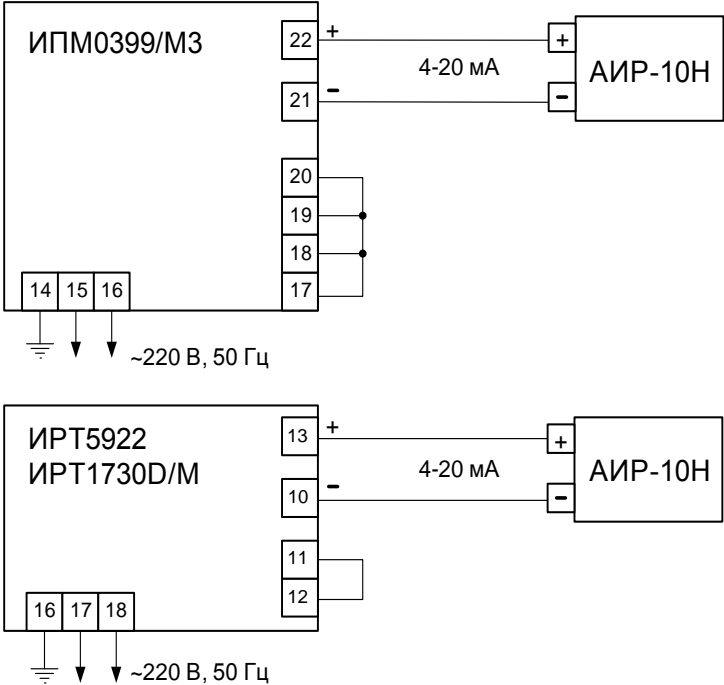 ИПМ0399/М3
22
+
4-20 мА
+
АИР-10Н
21
-
-
20
19
18
17
14 15 16
~220 В, 50 Гц
ИРТ5922
ИРТ1730D/М
13
+
4-20 мА
+
АИР-10Н
10
-
-
11
12
16 17 18
~220 В, 50 Гц